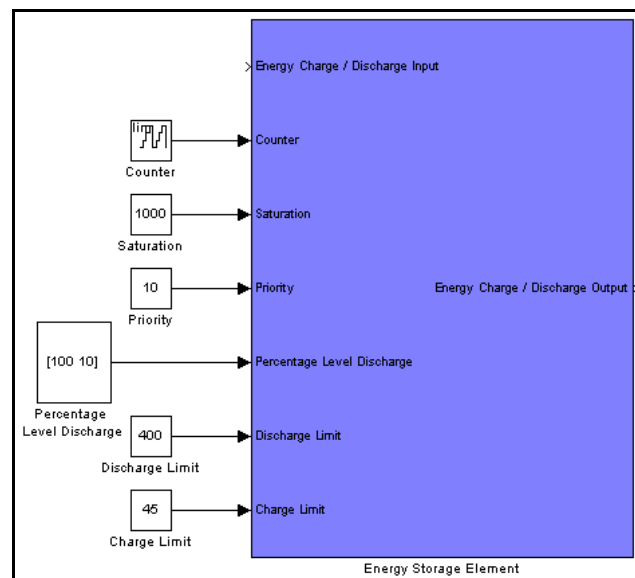 Energy Charge / Discharge Input
lim
Counter
Counter
1000
Saturation
Saturation
10
Priority
Priority
Energy Charge / Discharge Output
[100 10]
Percentage Level Discharge
Percentage
Level Discharge
400
Discharge Limit
Discharge Limit
45
Charge Limit
Charge Limit
Energy Storage Element